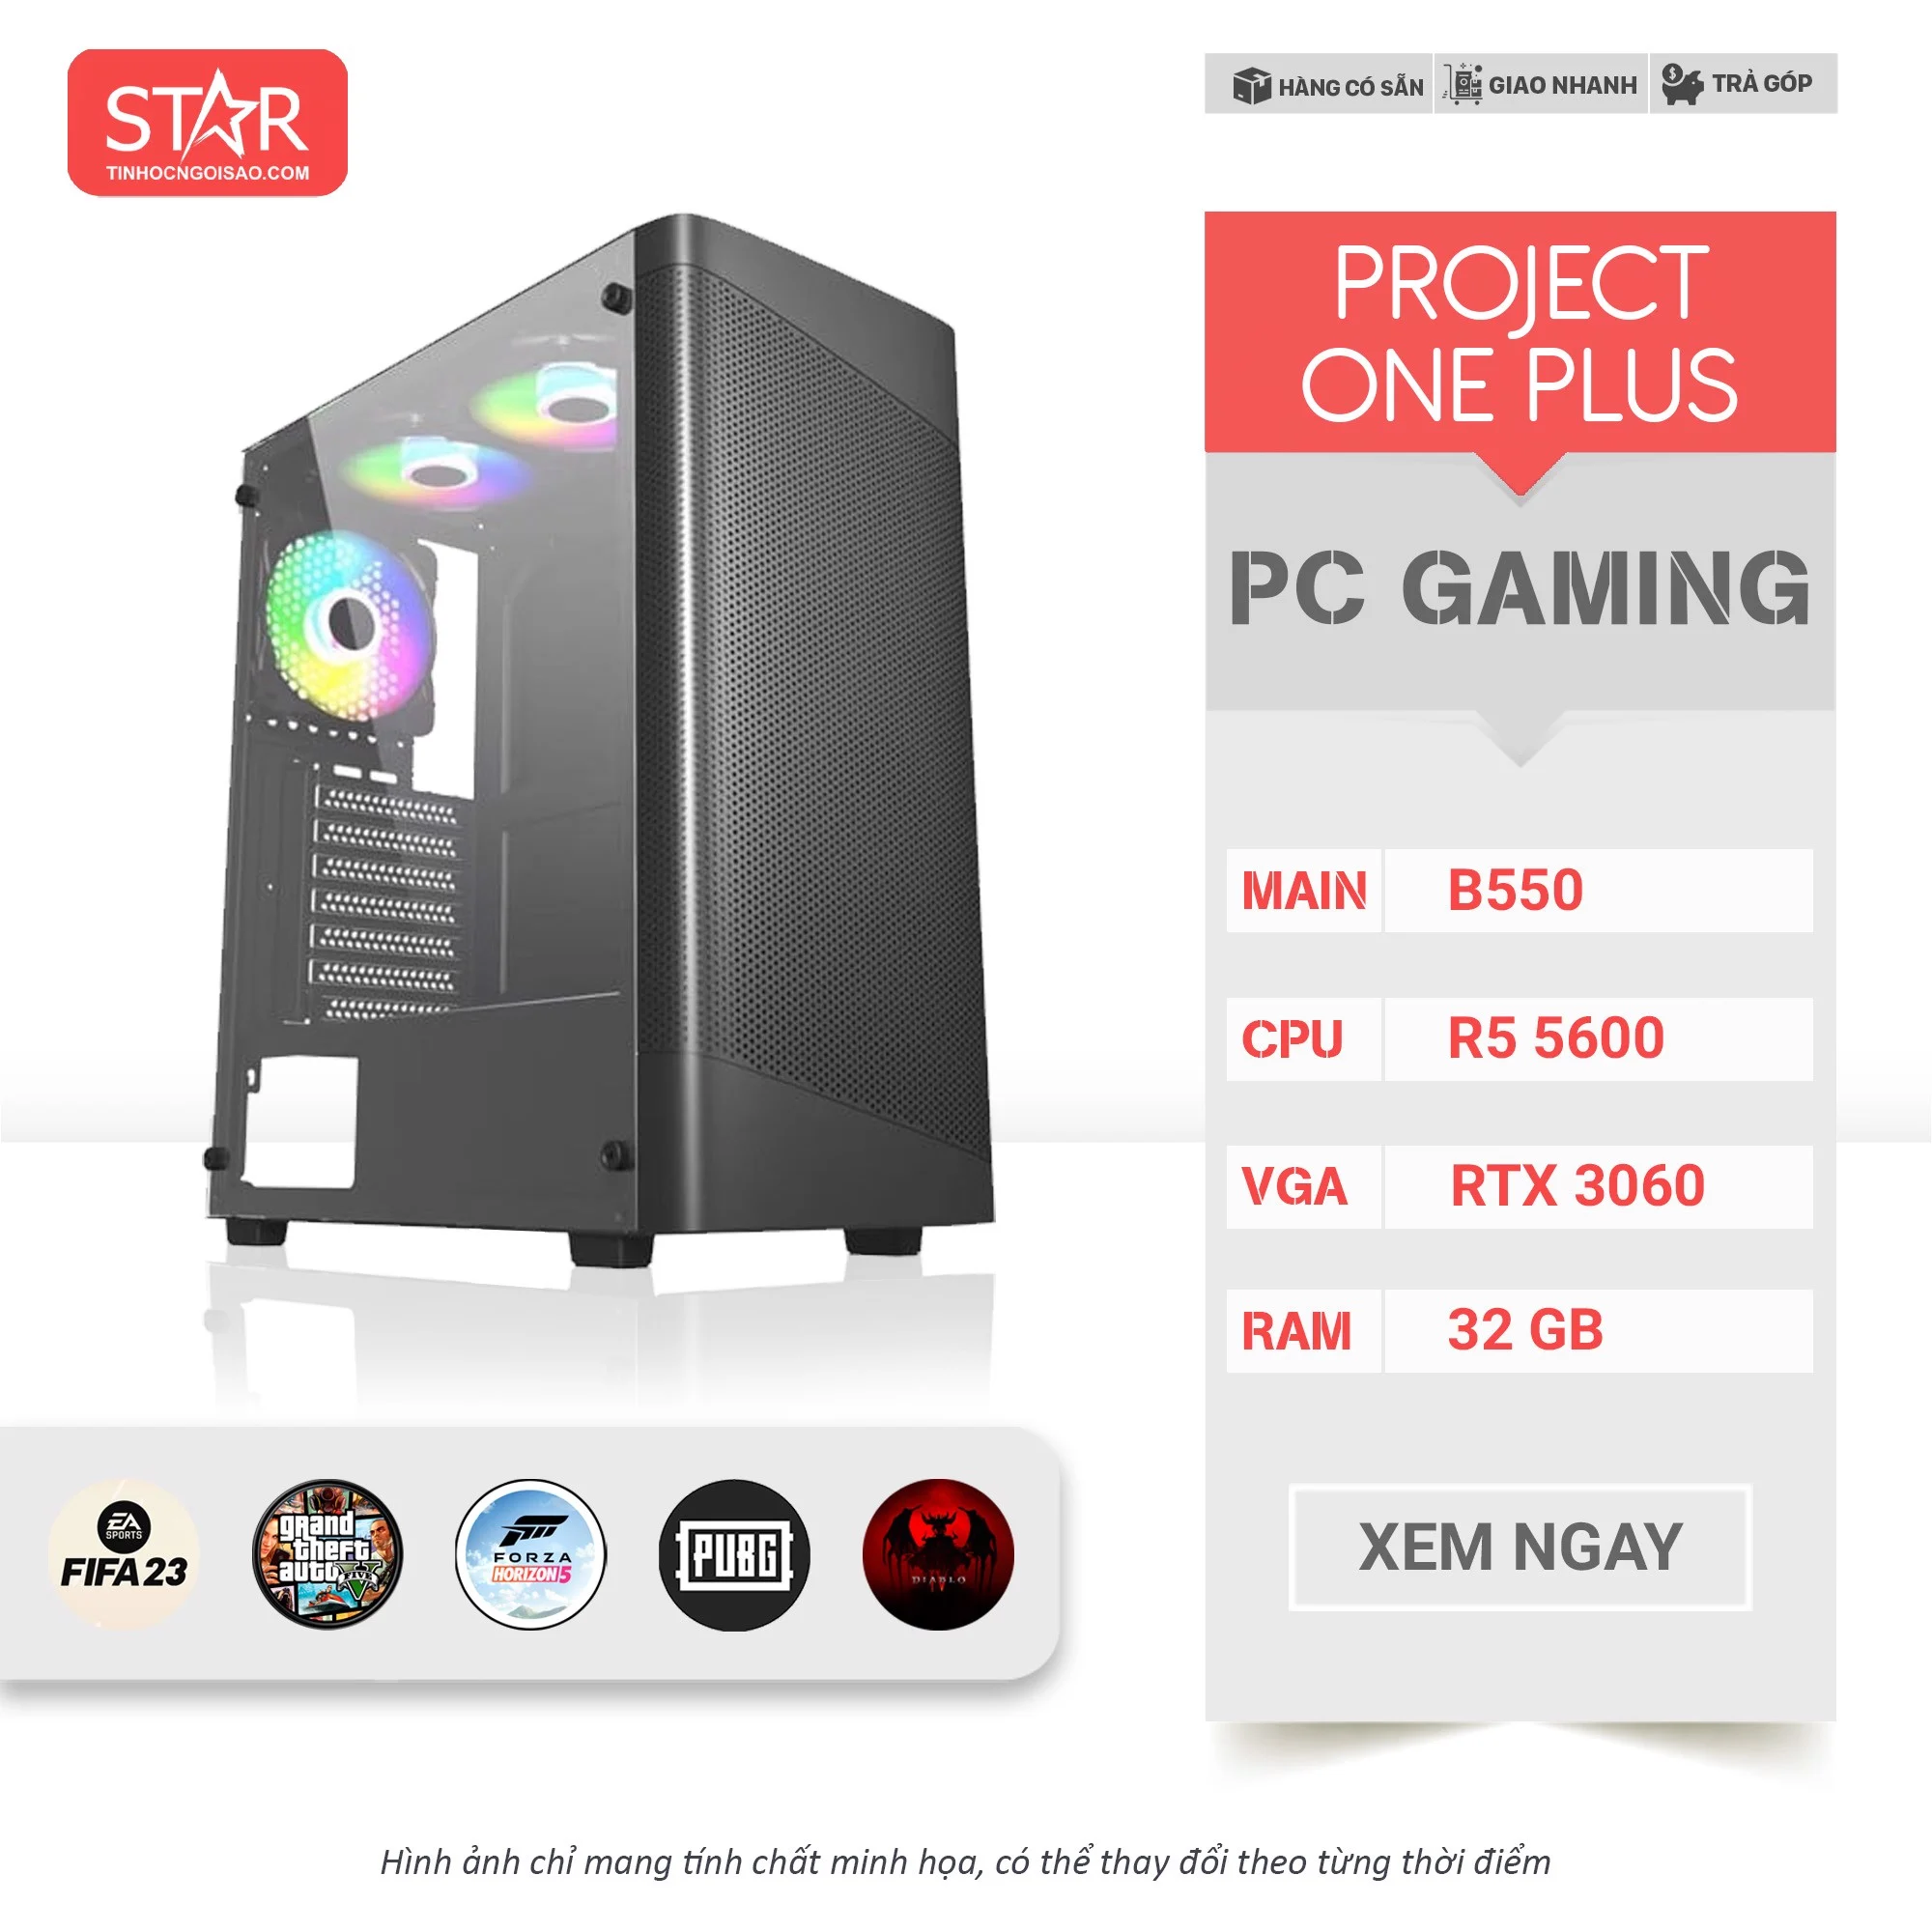 STAR
TINHOCNGOISAO.COM
HÀNG CÓ SẴN
GIAO NHANH
TRẢ GÓP
PROJECT
ONE PLUS
PC GAMING
MAIN B550
CPU R5 5600
VGA RTX 3060
RAM 32 GB
XEM NGAY
EA
SPORTS
FIFA 23
grand
theft
auto
FIVE
FORZA
HORIZON 5
PUBG
DIABLO
IV
Hình ảnh chỉ mang tính chất minh họa, có thể thay đổi theo từng thời điểm